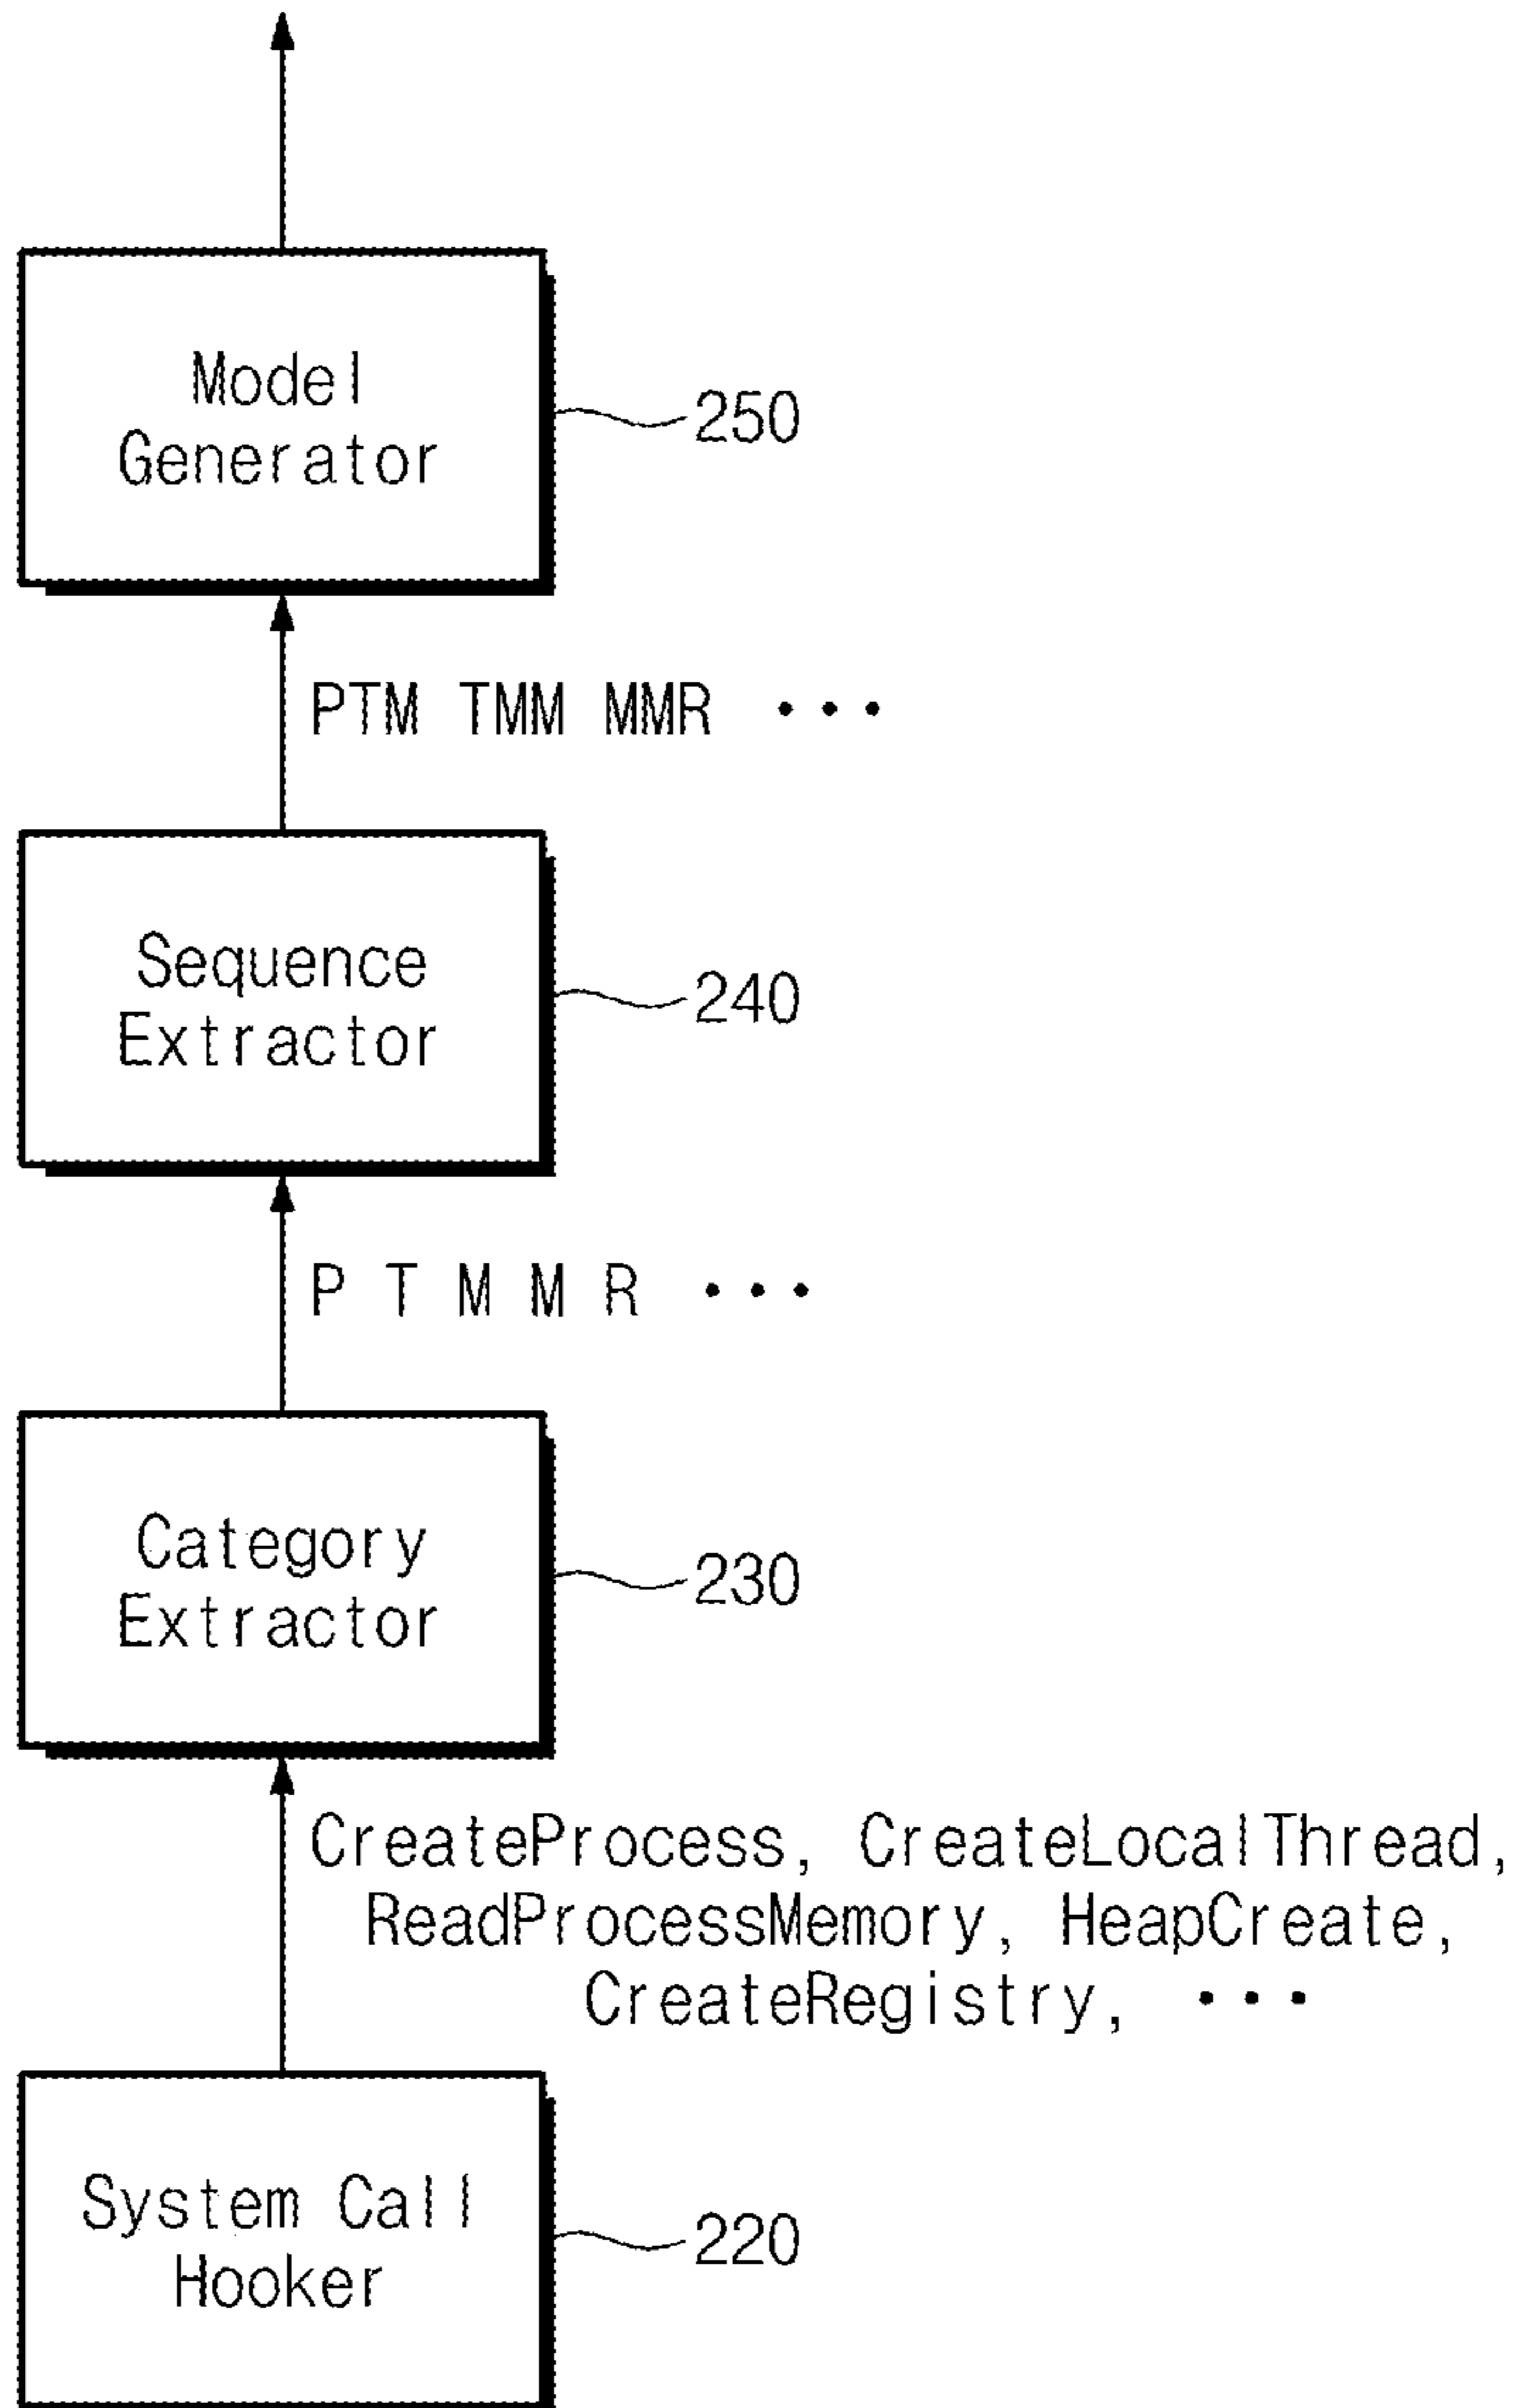 Model
Generator
250
PTM TMM MMR ···
Sequence
Extractor
240
P T M M R ···
Category
Extractor
230
CreateProcess, CreateLocalThread,
ReadProcessMemory, HeapCreate,
CreateRegistry, ···
System Call
Hooker
220